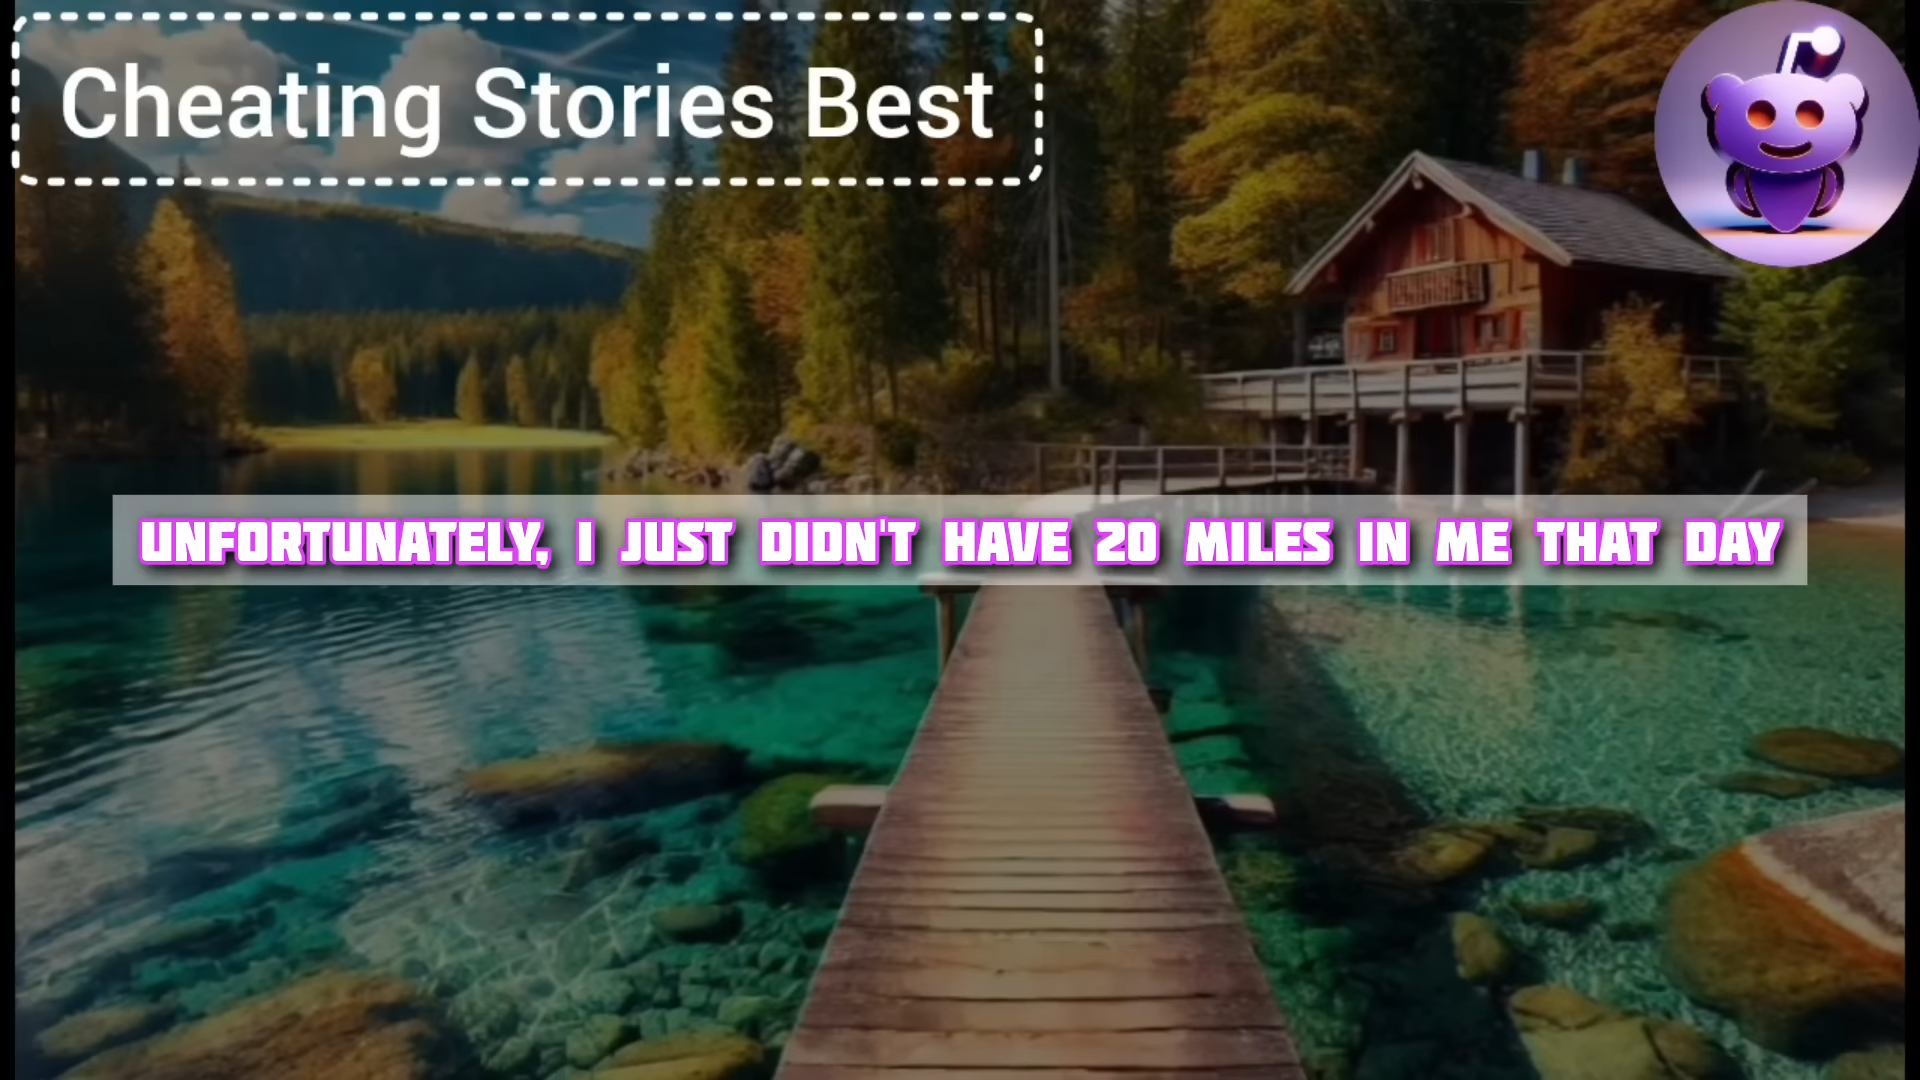 Cheating Stories Best
UNFORTUNATELY, I JUST DIDN'T HAVE 20 MILES IN ME THAT DAY